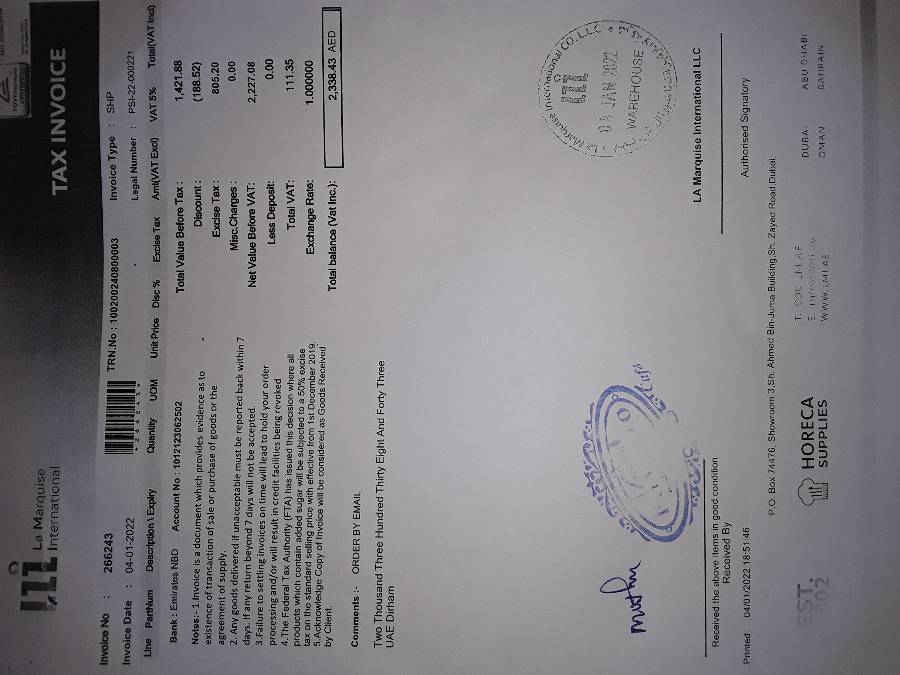 La Marquise
International
TAX INVOICE
Invoice No : 266243
TRN.No : 100200240800003
Invoice Type : SHP
Invoice Date : 04-01-2022
Legal Number : PSI-22-000221
Line PartNum Description \ Expiry Quantity UOM Unit Price Disc % Excise Tax Amt(VAT Excl) VAT 5% Total(VAT Incl)
Bank : Emirates NBD Account No : 1012123062502
Total Value Before Tax : 1,421.88
Discount : (188.52)
Excise Tax : 805.20
Misc.Charges : 0.00
Net Value Before VAT: 2,227.08
Less Deposit: 0.00
Total VAT: 111.35
Exchange Rate: 1.000000
Total balance (Vat Inc.): 2,338.43 AED
Notes:- 1.Invoice is a document which provides evidence as to
existence of transaction of sale or purchase of goods or the
agreement of supply.
2. Any goods delivered if unacceptable must be reported back within 7
days. If any return beyond 7 days will not be accepted.
3.Failure to settling invoices on time will lead to hold your order
processing and/or will result in credit facilities being revoked
4.The Federal Tax Authority (FTA) has issued this decision where all
products which contain added sugar will be subjected to a 50% excise
tax on the standard selling price with effective from 1st December 2019.
5.Acknowledge Copy of Invoice will be considered as Goods Received
by Client.
Comments :- ORDER BY EMAIL
Two Thousand Three Hundred Thirty Eight And Forty Three
UAE Dirham
La Marquise International CO. L.L.C
04 JAN 2022
WAREHOUSE
LA Marquise International LLC
Received the above items in good condition
Received By
Authorised Signatory
Printed 04/01/2022 18:51:46
P.O. Box 74476, Showroom 3,Sh. Ahmed Bin-Juma Building,Sh. Zayed Road,Dubai.
EST.
2002
HORECA
SUPPLIES
WWW.LMI.AE
DUBAI
OMAN
ABU DHABI
BAHRAIN